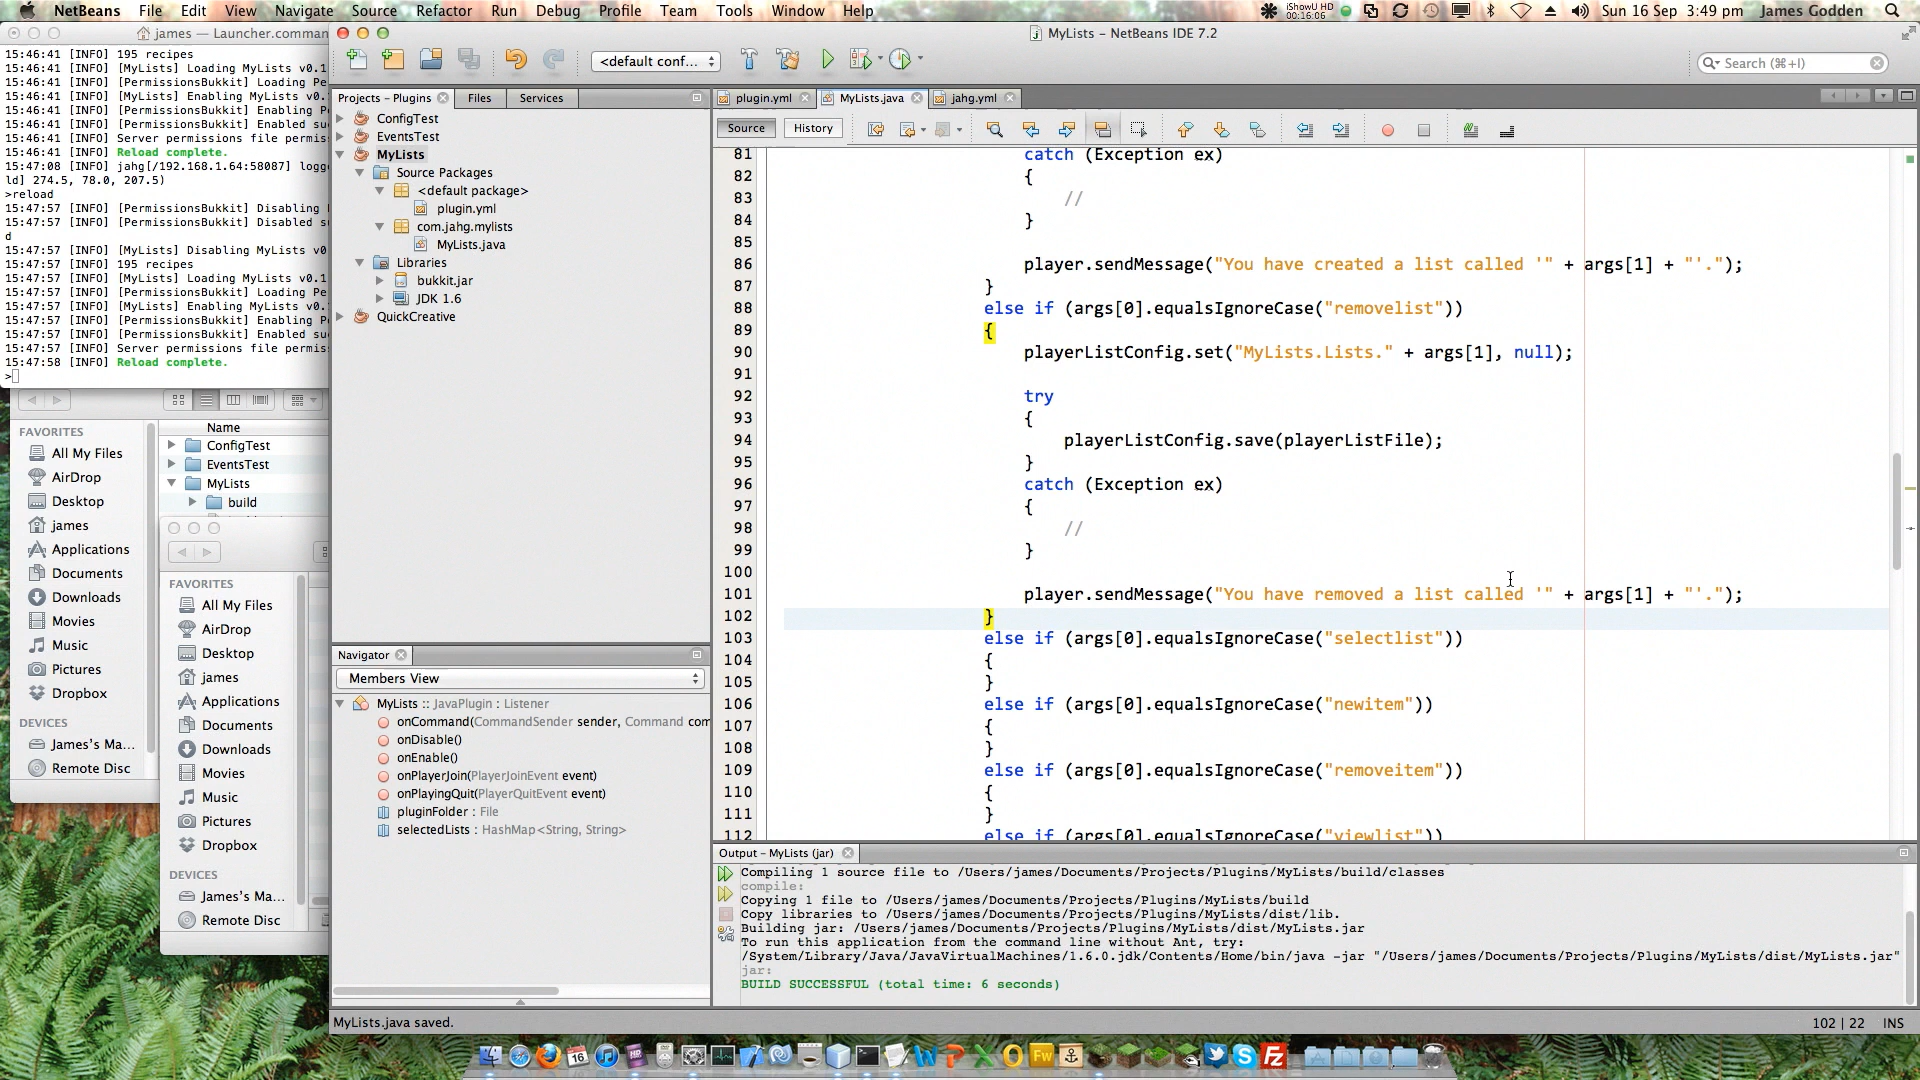 NetBeans File Edit View Navigate Source Refactor Run Debug Profile Team Tools Window Help
iShowU HD
00:16:06
Sun 16 Sep 3:49 pm James Godden
james — Launcher.comman
15:46:41 [INFO] 195 recipes
15:46:41 [INFO] [MyLists] Loading MyLists v0.1
15:46:41 [INFO] [PermissionsBukkit] Loading Pe
15:46:41 [INFO] [MyLists] Enabling MyLists v0.
15:46:41 [INFO] [PermissionsBukkit] Enabling P
15:46:41 [INFO] [PermissionsBukkit] Enabled su
15:46:41 [INFO] Server permissions file permis
15:46:41 [INFO] Reload complete.
15:47:08 [INFO] jahg[/192.168.1.64:58087] logg
ld] 274.5, 78.0, 207.5)
>reload
15:47:57 [INFO] [PermissionsBukkit] Disabling
15:47:57 [INFO] [PermissionsBukkit] Disabled su
d
15:47:57 [INFO] [MyLists] Disabling MyLists v0
15:47:57 [INFO] 195 recipes
15:47:57 [INFO] [MyLists] Loading MyLists v0.1
15:47:57 [INFO] [PermissionsBukkit] Loading Pe
15:47:57 [INFO] [MyLists] Enabling MyLists v0.
15:47:57 [INFO] [PermissionsBukkit] Enabling P
15:47:57 [INFO] [PermissionsBukkit] Enabled su
15:47:57 [INFO] Server permissions file permis
15:47:58 [INFO] Reload complete.
>
Name
FAVORITES
All My Files
AirDrop
Desktop
james
Applications
Documents
Downloads
Movies
Music
Pictures
Dropbox
DEVICES
James's Ma...
Remote Disc
ConfigTest
EventsTest
MyLists
build
FAVORITES
All My Files
AirDrop
Desktop
james
Applications
Documents
Downloads
Movies
Music
Pictures
Dropbox
DEVICES
James's Ma...
Remote Disc
MyLists – NetBeans IDE 7.2
<default conf...
Search (⌘+I)
Projects – Plugins Files Services
ConfigTest
EventsTest
MyLists
Source Packages
<default package>
plugin.yml
com.jahg.mylists
MyLists.java
Libraries
bukkit.jar
JDK 1.6
QuickCreative
Navigator
Members View
MyLists :: JavaPlugin : Listener
onCommand(CommandSender sender, Command com
onDisable()
onEnable()
onPlayerJoin(PlayerJoinEvent event)
onPlayingQuit(PlayerQuitEvent event)
pluginFolder : File
selectedLists : HashMap<String, String>
plugin.yml MyLists.java jahg.yml
Source History
81 catch (Exception ex)
82 {
83 //
84 }
85
86 player.sendMessage("You have created a list called '" + args[1] + "'.");
87 }
88 else if (args[0].equalsIgnoreCase("removelist"))
89 {
90 playerListConfig.set("MyLists.Lists." + args[1], null);
91
92 try
93 {
94 playerListConfig.save(playerListFile);
95 }
96 catch (Exception ex)
97 {
98 //
99 }
100
101 player.sendMessage("You have removed a list called '" + args[1] + "'.");
102 }
103 else if (args[0].equalsIgnoreCase("selectlist"))
104 {
105 }
106 else if (args[0].equalsIgnoreCase("newitem"))
107 {
108 }
109 else if (args[0].equalsIgnoreCase("removeitem"))
110 {
111 }
112 else if (args[0].equalsIgnoreCase("viewlist"))
Output – MyLists (jar)
Compiling 1 source file to /Users/james/Documents/Projects/Plugins/MyLists/build/classes
compile:
Copying 1 file to /Users/james/Documents/Projects/Plugins/MyLists/build
Copy libraries to /Users/james/Documents/Projects/Plugins/MyLists/dist/lib.
Building jar: /Users/james/Documents/Projects/Plugins/MyLists/dist/MyLists.jar
To run this application from the command line without Ant, try:
/System/Library/Java/JavaVirtualMachines/1.6.0.jdk/Contents/Home/bin/java -jar "/Users/james/Documents/Projects/Plugins/MyLists/dist/MyLists.jar"
jar:
BUILD SUCCESSFUL (total time: 6 seconds)
MyLists.java saved.
102 | 22 INS